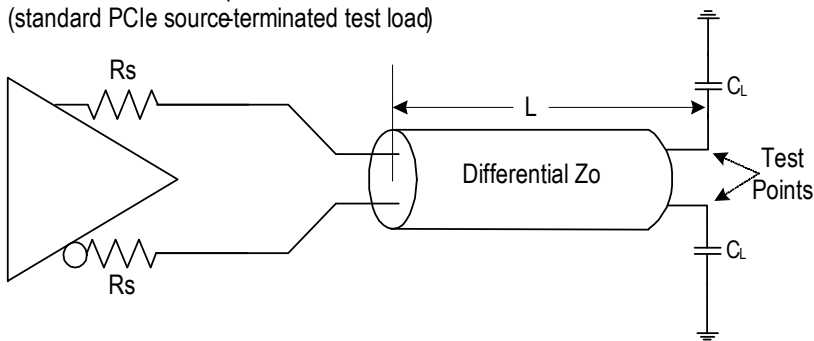 (standard PCIe source-terminated test load)
Rs
CL
L
Differential Zo
Test
Points
Rs
CL